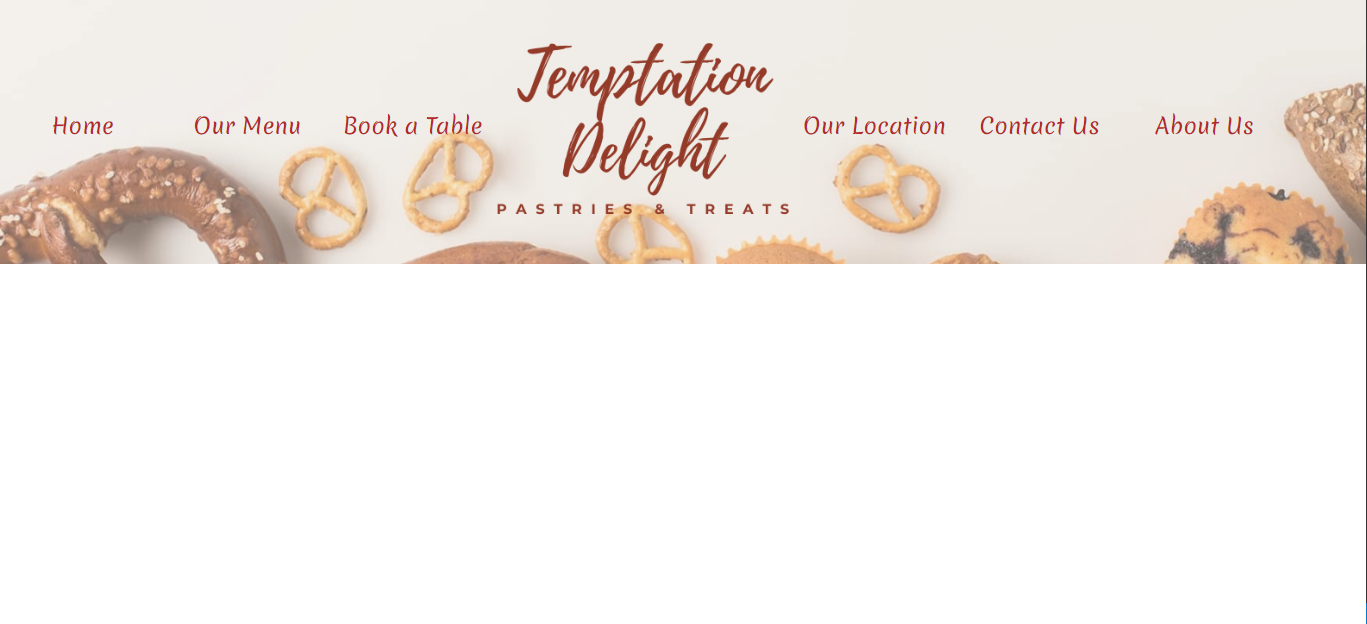 Home
Our Menu
Book a Table
Temptation
Delight
PASTRIES & TREATS
Our Location
Contact Us
About Us